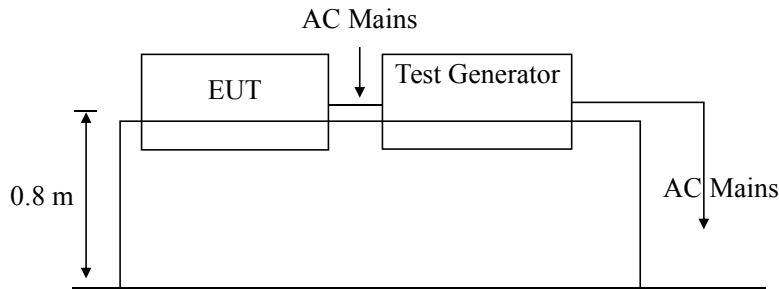 AC Mains
EUT
Test Generator
0.8 m
AC Mains